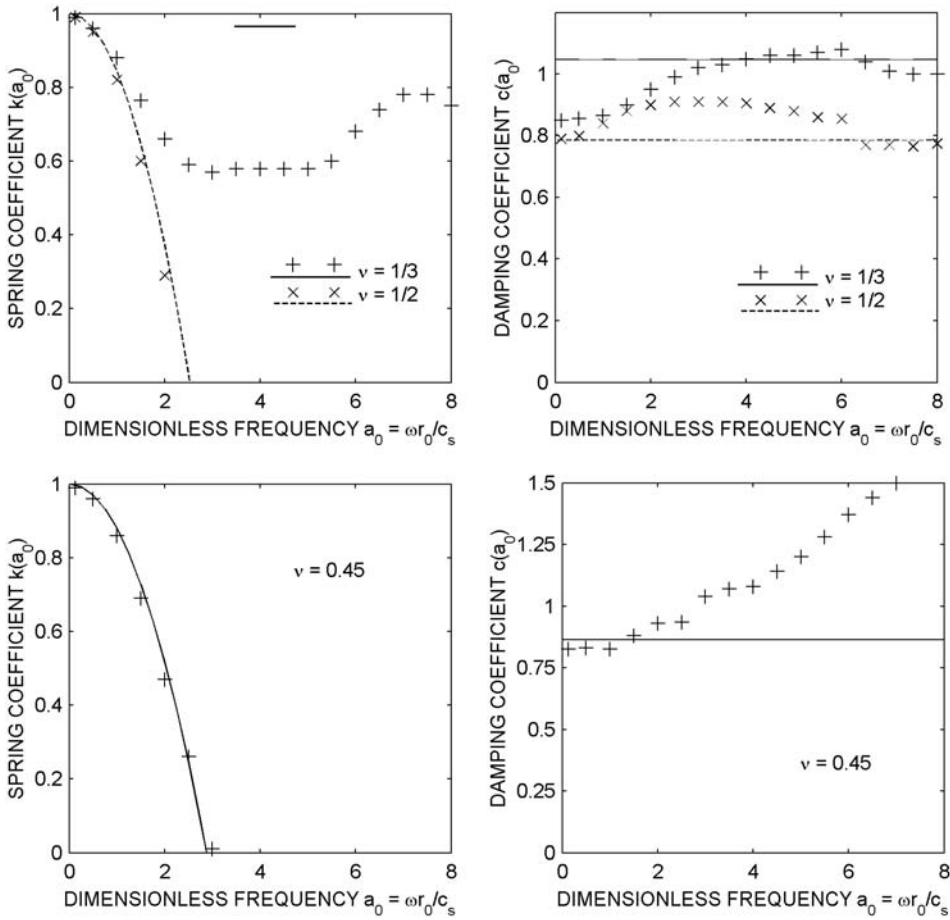 SPRING COEFFICIENT k(a₀)
1
0.8
0.6
0.4
0.2
0
0 2 4 6 8
ν = 1/3
ν = 1/2
DIMENSIONLESS FREQUENCY a₀ = ωr₀/cₛ
DAMPING COEFFICIENT c(a₀)
1
0.8
0.6
0.4
0.2
0
0 2 4 6 8
ν = 1/3
ν = 1/2
DIMENSIONLESS FREQUENCY a₀ = ωr₀/cₛ
SPRING COEFFICIENT k(a₀)
1
0.8
0.6
0.4
0.2
0
0 2 4 6 8
ν = 0.45
DIMENSIONLESS FREQUENCY a₀ = ωr₀/cₛ
DAMPING COEFFICIENT c(a₀)
1.5
1.25
1
0.75
0.5
0.25
0
0 2 4 6 8
ν = 0.45
DIMENSIONLESS FREQUENCY a₀ = ωr₀/cₛ